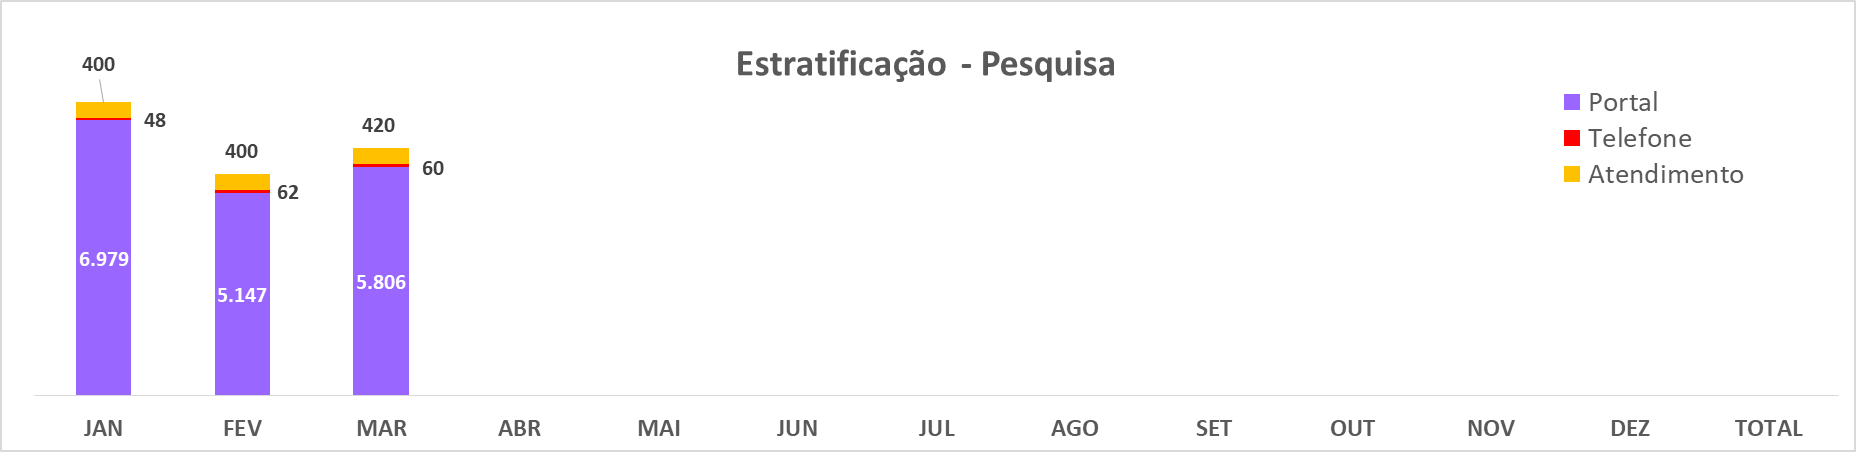 Estratificação - Pesquisa
Portal
Telefone
Atendimento
400
48
400
62
420
60
6.979
5.147
5.806
JAN FEV MAR ABR MAI JUN JUL AGO SET OUT NOV DEZ TOTAL